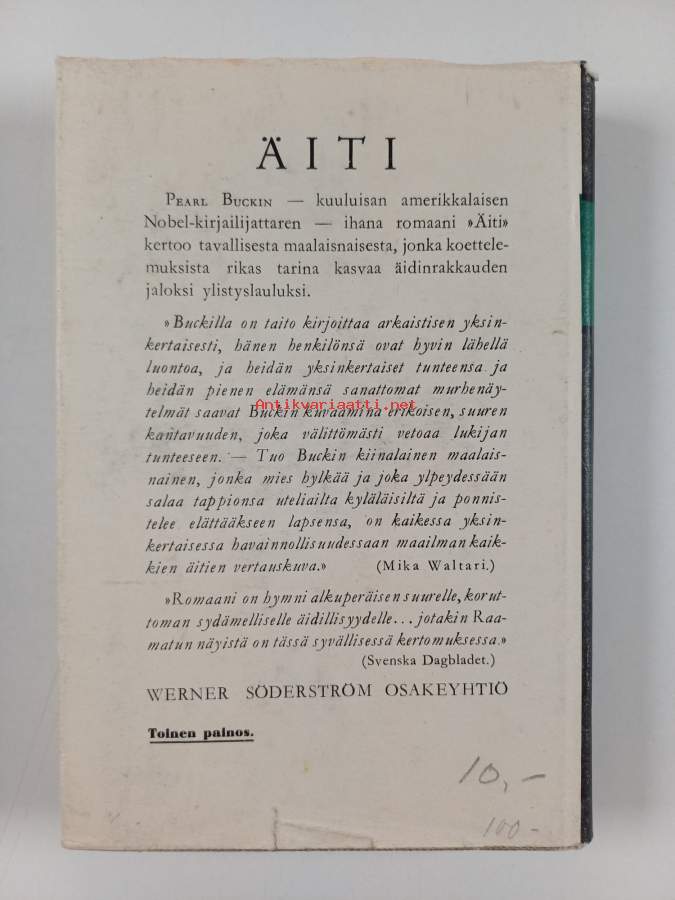 ÄITI
PEARL BUCKIN — kuuluisan amerikkalaisen
Nobel-kirjailijattaren — ihana romaani »Äiti»
kertoo tavallisesta maalaisnaisesta, jonka koettele-
muksista rikas tarina kasvaa äidinrakkauden
jaloksi ylistyslauluksi.
»Buckilla on taito kirjoittaa arkaistisen yksin-
kertaisesti, hänen henkilönsä ovat hyvin lähellä
luontoa, ja heidän yksinkertaiset tunteensa ja
heidän pienen elämänsä sanattomat murhenäy-
telmät saavat Buckin kuvaamina erikoisen, suuren
Antikvariaatti.net
kantavuuden, joka välittömästi vetoaa lukijan
tunteeseen. — Tuo Buckin kiinalainen maalais-
nainen, jonka mies hylkää ja joka ylpeydessään
salaa tappionsa uteliailta kyläläisiltä ja ponnis-
telee elättääkseen lapsensa, on kaikessa yksin-
kertaisessa havainnollisuudessaan maailman kaik-
kien äitien vertauskuva.» (Mika Waltari.)
»Romaani on hymni alkuperäisen suurelle, korut-
toman sydämelliselle äidillisyydelle... jotakin Raa-
matun näyistä on tässä syvällisessä kertomuksessa.»
(Svenska Dagbladet.)
WERNER SÖDERSTRÖM OSAKEYHTIÖ
Toinen painos.
10,-
100-